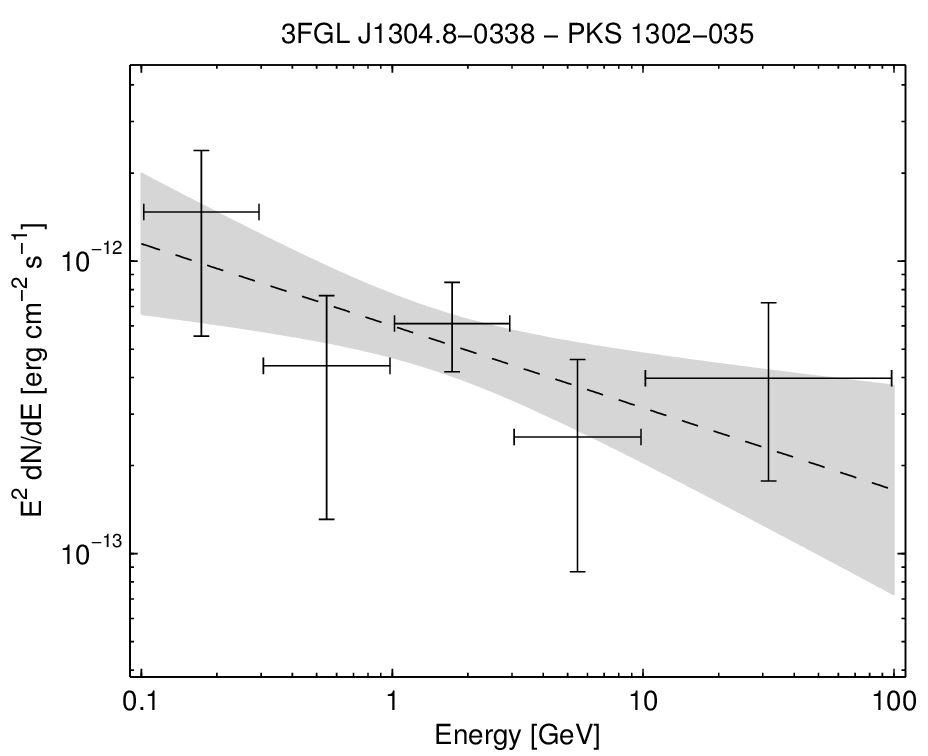 3FGL J1304.8−0338 − PKS 1302−035
E² dN/dE [erg cm⁻² s⁻¹]
10⁻¹²
10⁻¹³
0.1 1 10 100
Energy [GeV]